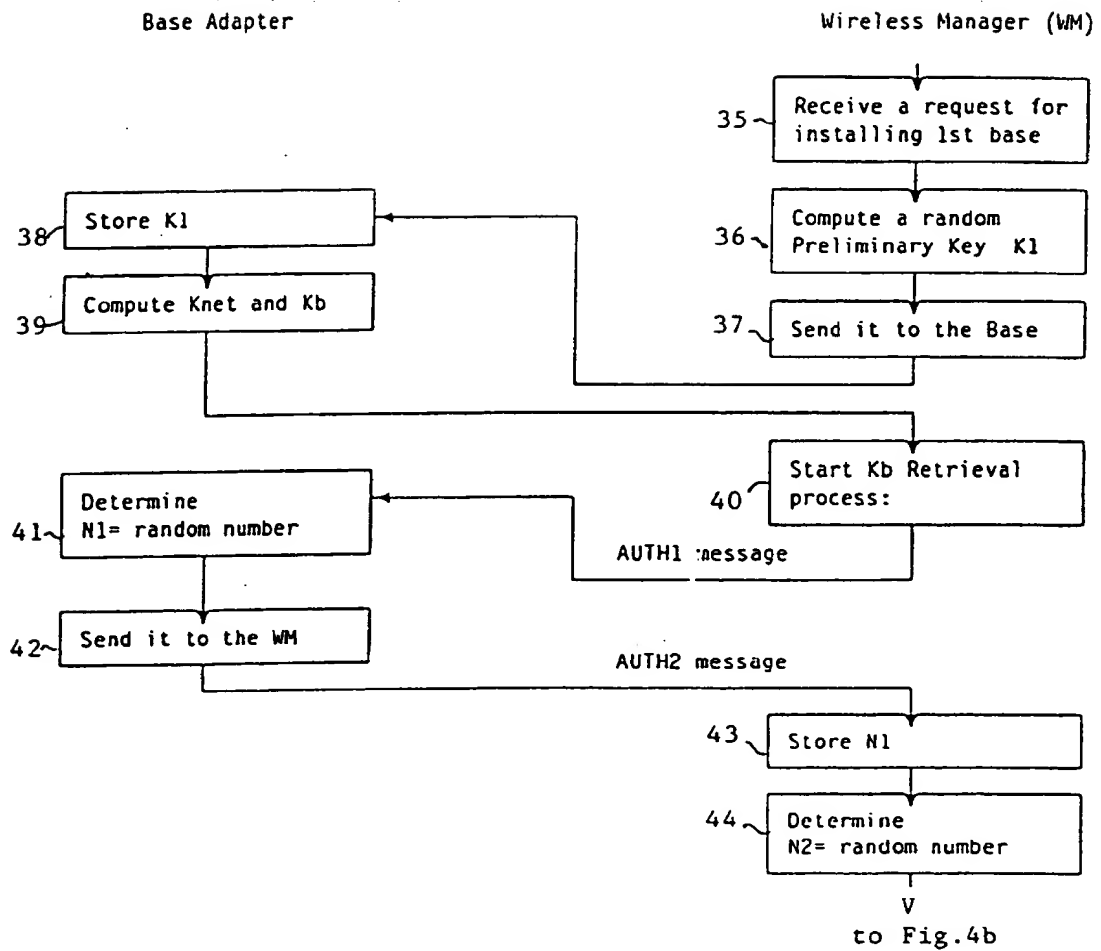 Base Adapter
Wireless Manager (WM)
35
Receive a request for
installing 1st base
36
Compute a random
Preliminary Key K1
37
Send it to the Base
38
Store K1
39
Compute Knet and Kb
40
Start Kb Retrieval
process:
AUTH1 message
41
Determine
N1= random number
42
Send it to the WM
AUTH2 message
43
Store N1
44
Determine
N2= random number
V
to Fig.4b